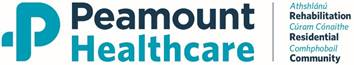 Peamount
Healthcare
Athshlánú
Rehabilitation
Cúram Cónaithe
Residential
Comhphobail
Community